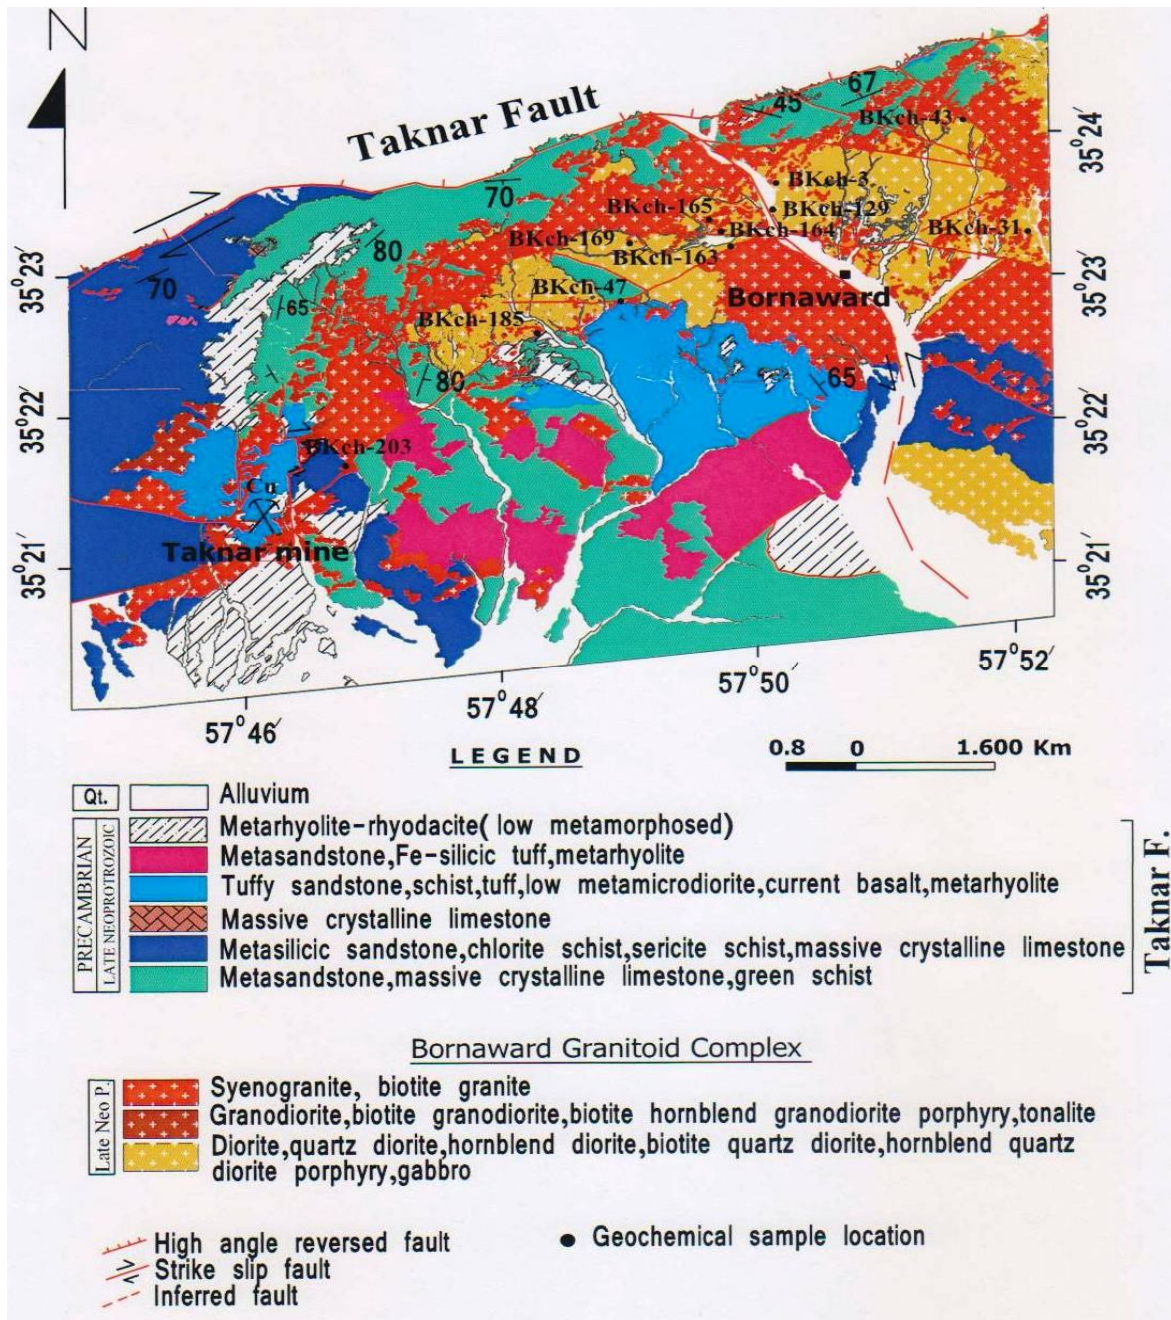 N
Taknar Fault
45
67
BKch-43
35°24′
35°24′
70
BKch-3
BKch-165
BKch-129
BKch-169
BKch-164
BKch-31
80
BKch-163
35°23′
35°23′
70
BKch-47
Bornaward
65
BKch-185
80
65
35°22′
35°22′
BKch-203
Cu
Taknar mine
35°21′
35°21′
57°46′
57°48′
57°50′
57°52′
LEGEND
0.8 0 1.600 Km
Qt. Alluvium
PRECAMBRIAN
LATE NEOPROTROZOIC
Metarhyolite-rhyodacite( low metamorphosed)
Metasandstone,Fe-silicic tuff,metarhyolite
Tuffy sandstone,schist,tuff,low metamicrodiorite,current basalt,metarhyolite
Massive crystalline limestone
Metasilicic sandstone,chlorite schist,sericite schist,massive crystalline limestone
Metasandstone,massive crystalline limestone,green schist
Taknar F.
Bornaward Granitoid Complex
Late Neo P.
Syenogranite, biotite granite
Granodiorite,biotite granodiorite,biotite hornblend granodiorite porphyry,tonalite
Diorite,quartz diorite,hornblend diorite,biotite quartz diorite,hornblend quartz
diorite porphyry,gabbro
High angle reversed fault
Geochemical sample location
Strike slip fault
Inferred fault